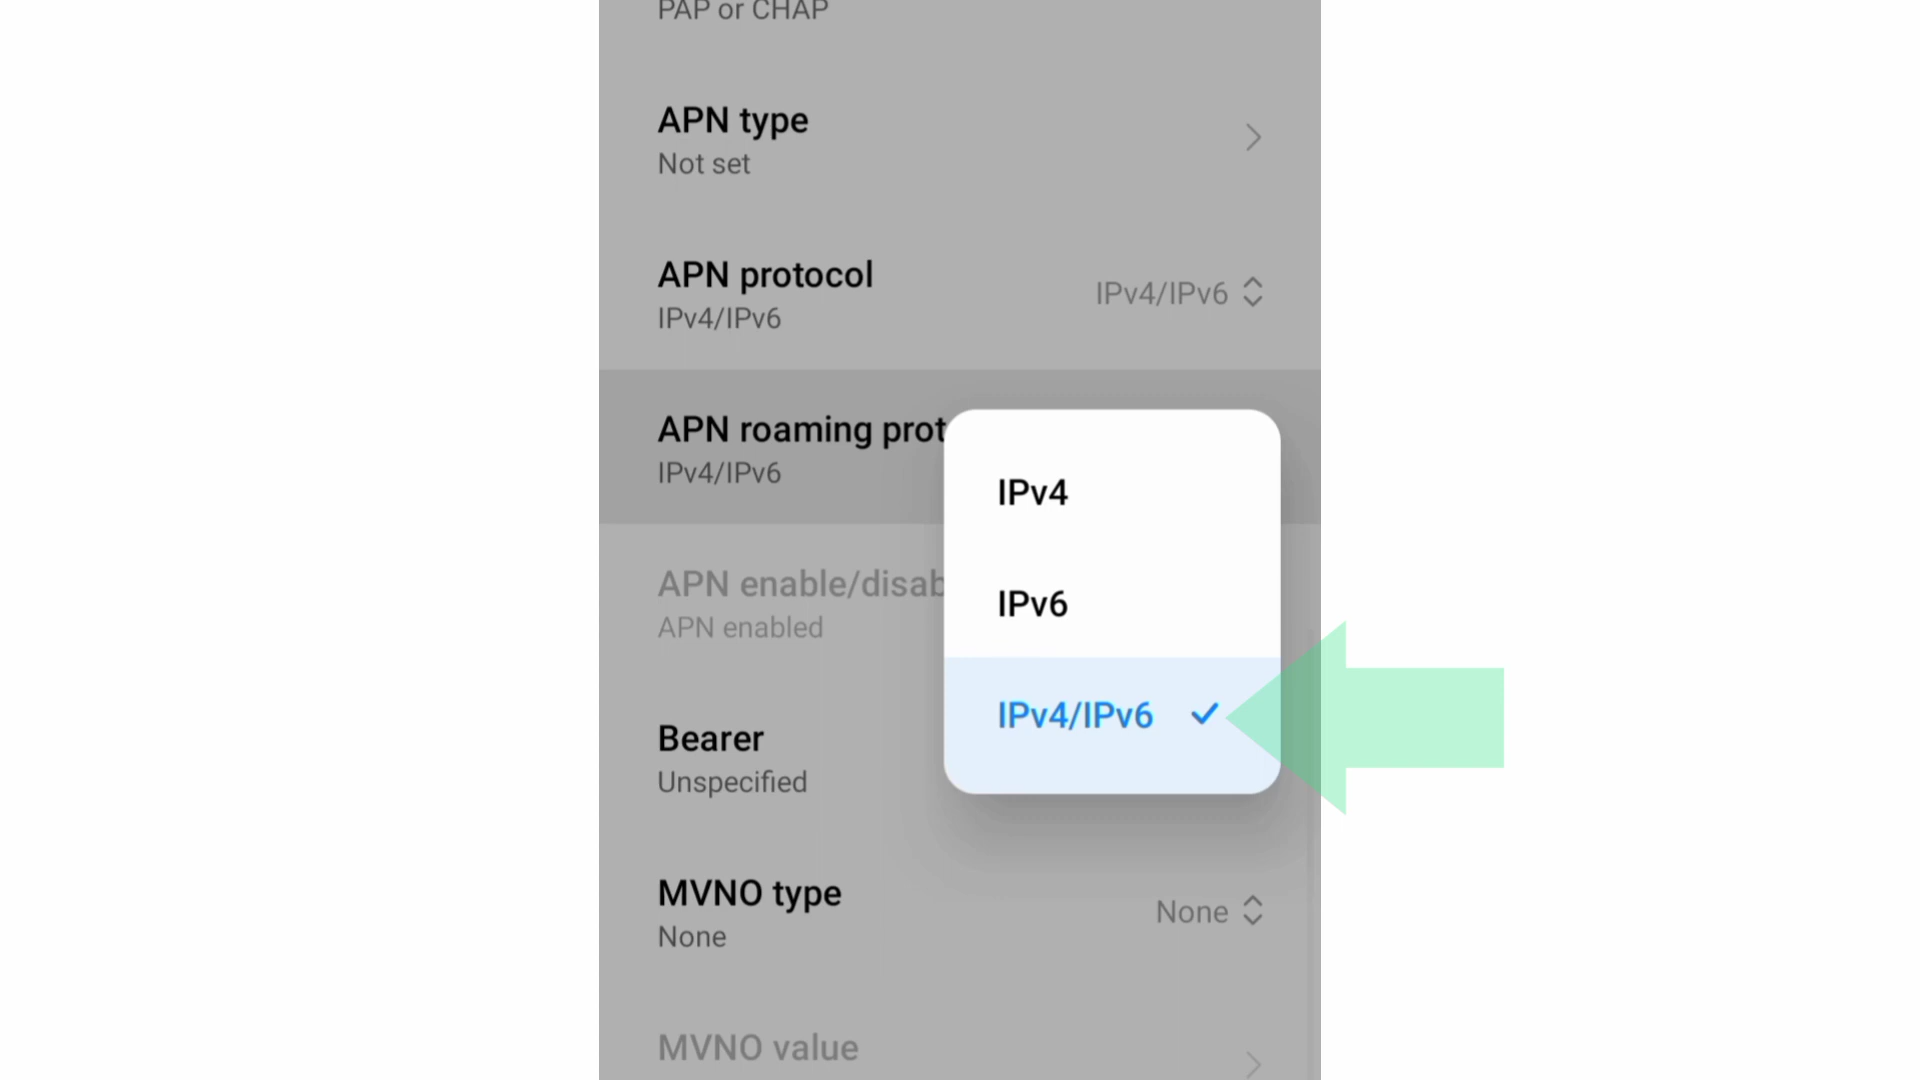 PAP or CHAP
APN type
Not set
APN protocol
IPv4/IPv6
IPv4/IPv6
APN roaming prot
IPv4/IPv6
IPv4
IPv6
IPv4/IPv6
APN enable/disab
APN enabled
Bearer
Unspecified
MVNO type
None
None
MVNO value